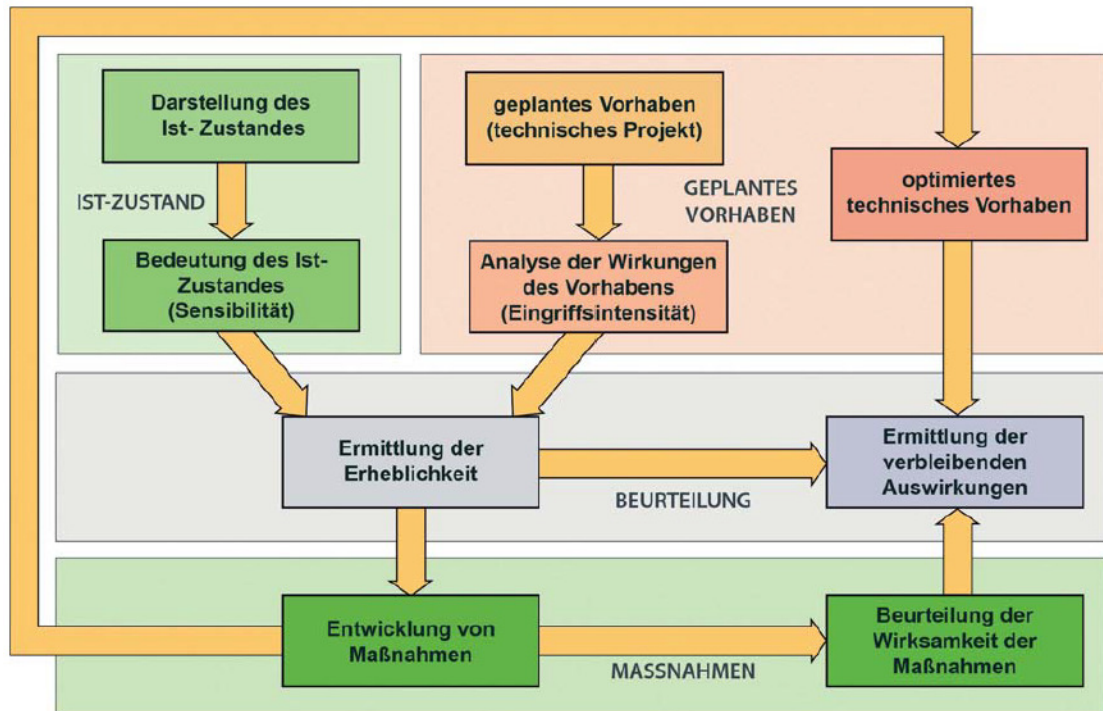 Darstellung des
Ist- Zustandes
geplantes Vorhaben
(technisches Projekt)
optimiertes
technisches Vorhaben
IST-ZUSTAND
GEPLANTES
VORHABEN
Bedeutung des Ist-
Zustandes
(Sensibilität)
Analyse der Wirkungen
des Vorhabens
(Eingriffsintensität)
Ermittlung der
Erheblichkeit
Ermittlung der
verbleibenden
Auswirkungen
BEURTEILUNG
Entwicklung von
Maßnahmen
Beurteilung der
Wirksamkeit der
Maßnahmen
MASSNAHMEN